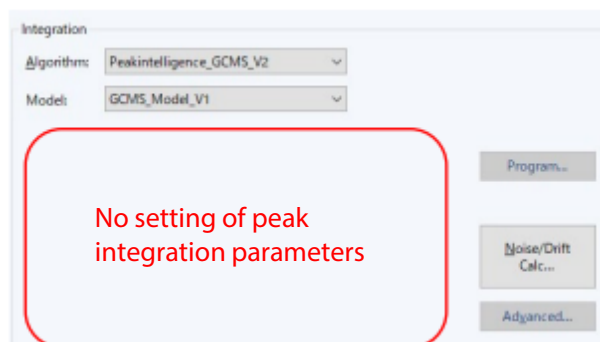 Integration
Algorithm: Peakintelligence_GCMS_V2
Model: GCMS_Model_V1
Program...
No setting of peak
integration parameters
Noise/Drift
Calc...
Advanced...